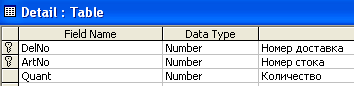 Detail : Table
Field Name Data Type
DelNo Number Номер доставка
ArtNo Number Номер стока
Quant Number Количество